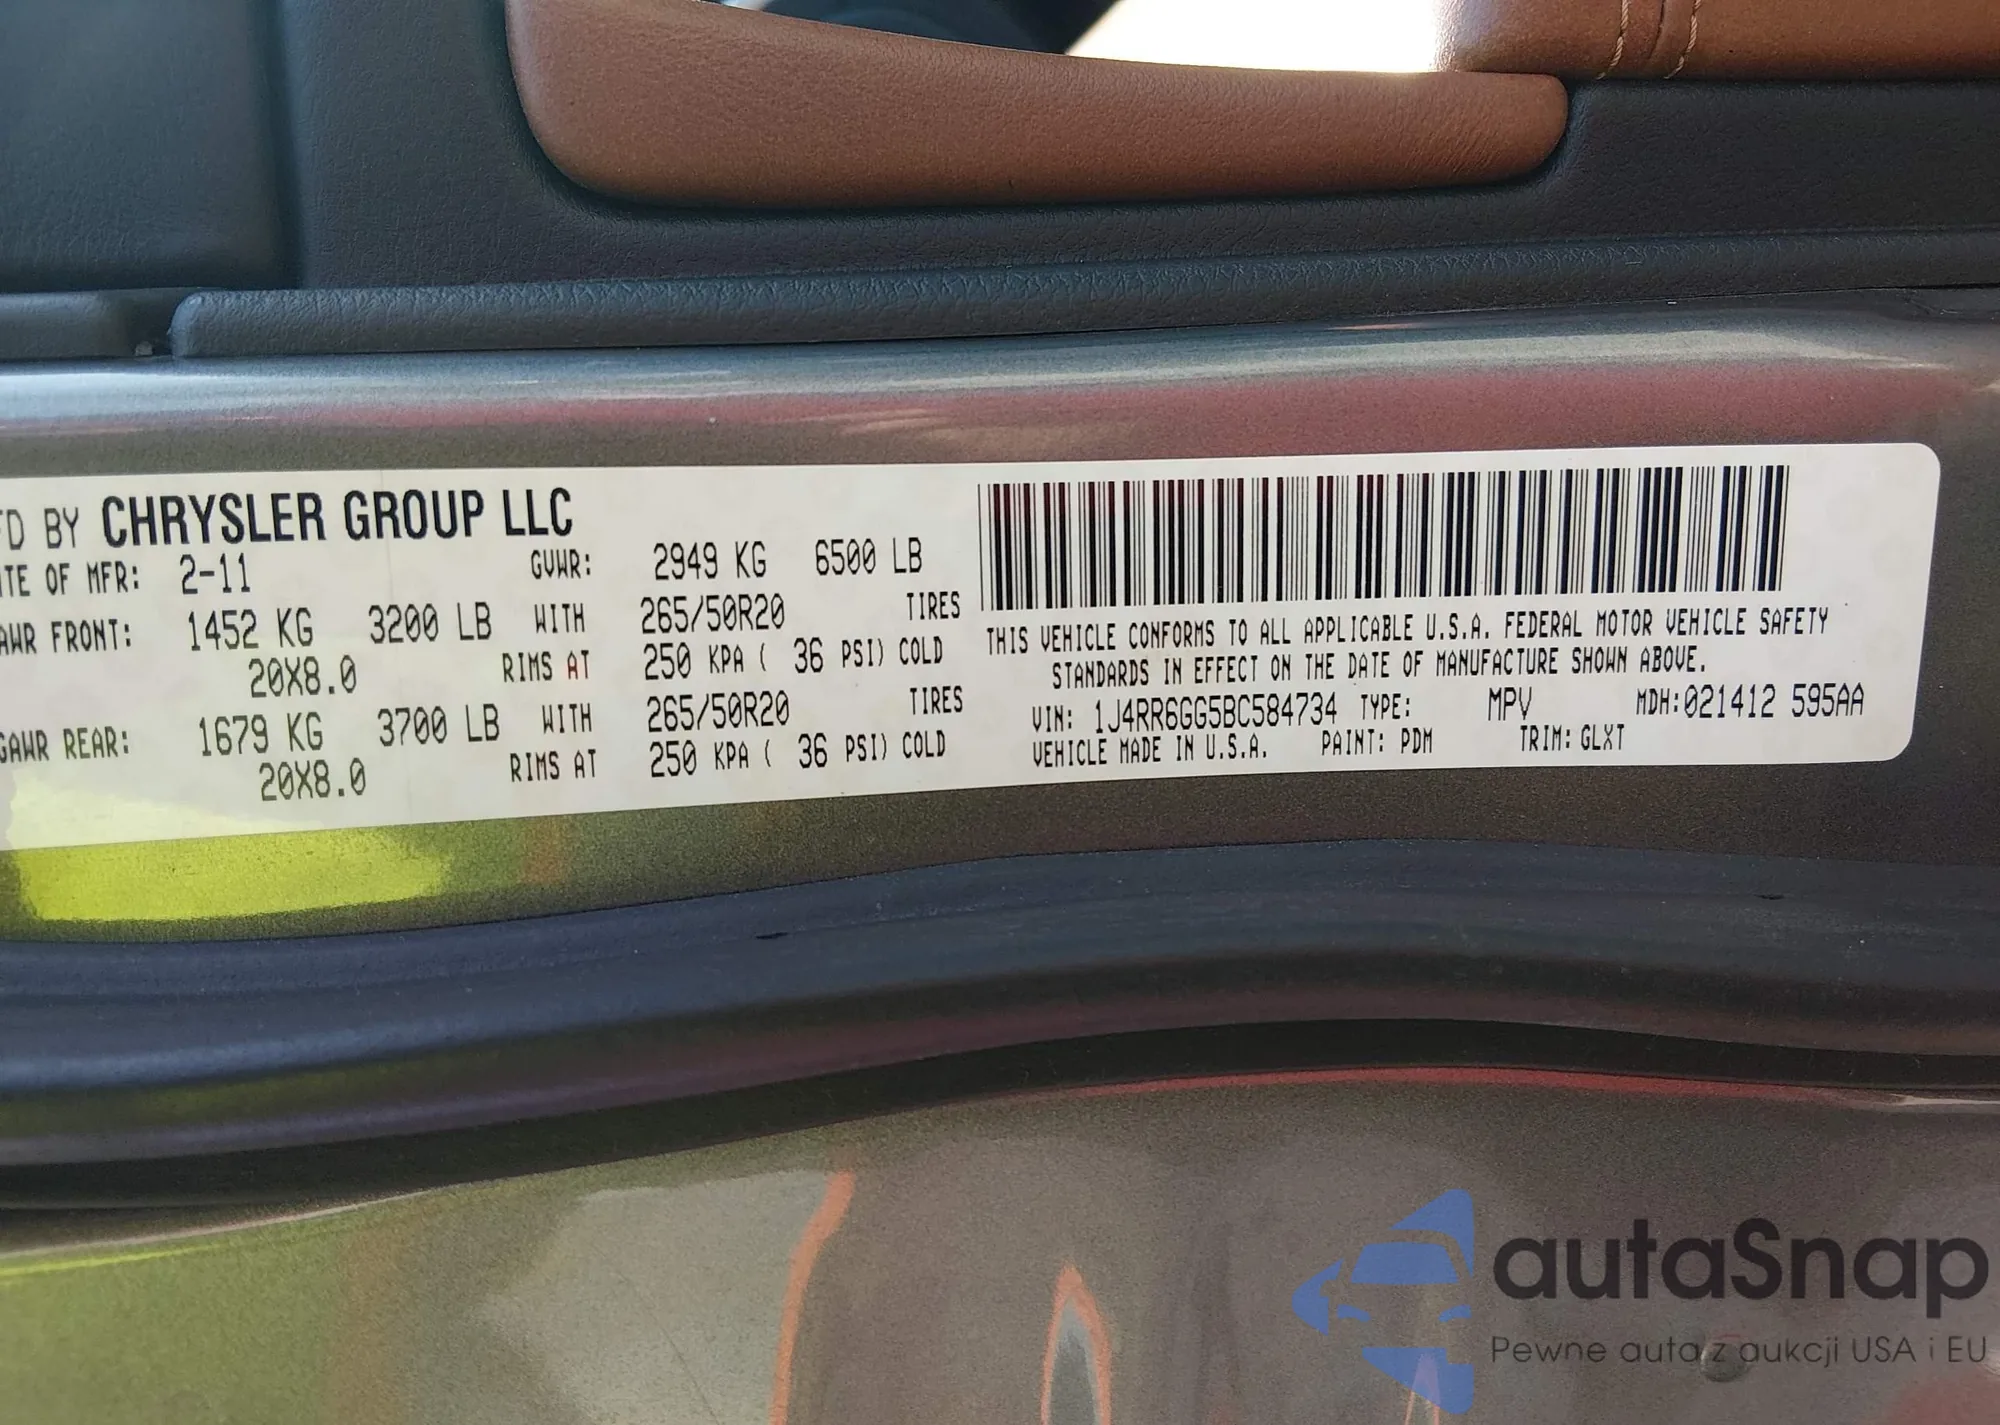 FD BY CHRYSLER GROUP LLC
TE OF MFR: 2-11 GVWR: 2949 KG 6500 LB
AWR FRONT: 1452 KG 3200 LB WITH 265/50R20 TIRES
20X8.0 RIMS AT 250 KPA ( 36 PSI) COLD
GAWR REAR: 1679 KG 3700 LB WITH 265/50R20 TIRES
20X8.0 RIMS AT 250 KPA ( 36 PSI) COLD
THIS VEHICLE CONFORMS TO ALL APPLICABLE U.S.A. FEDERAL MOTOR VEHICLE SAFETY
STANDARDS IN EFFECT ON THE DATE OF MANUFACTURE SHOWN ABOVE.
VIN: 1J4RR6GG5BC584734 TYPE: MPV MDH:021412 595AA
VEHICLE MADE IN U.S.A. PAINT: PDM TRIM: GLXT
autaSnap
Pewne auta z aukcji USA i EU